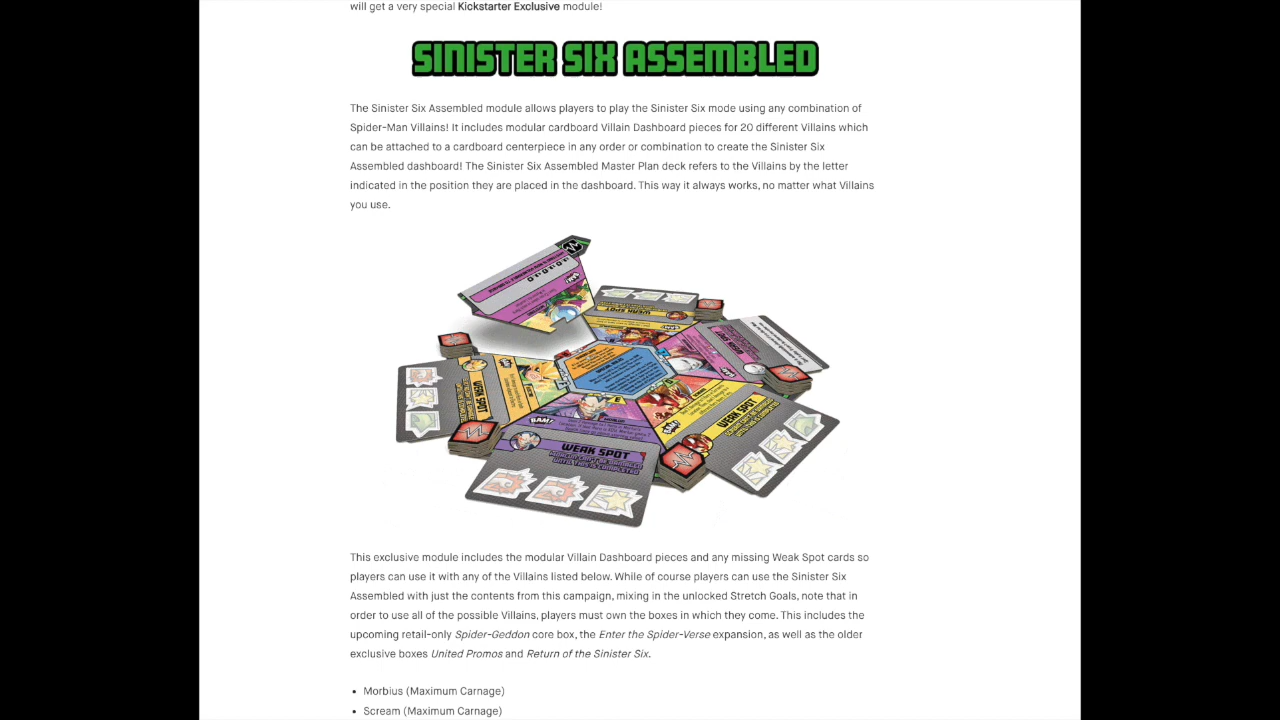 will get a very special Kickstarter Exclusive module!
SINISTER SIX ASSEMBLED
The Sinister Six Assembled module allows players to play the Sinister Six mode using any combination of
Spider-Man Villains! It includes modular cardboard Villain Dashboard pieces for 20 different Villains which
can be attached to a cardboard centerpiece in any order or combination to create the Sinister Six
Assembled dashboard! The Sinister Six Assembled Master Plan deck refers to the Villains by the letter
indicated in the position they are placed in the dashboard. This way it always works, no matter what Villains
you use.
WEAK SPOT
WEAK SPOT
WEAK SPOT
WEAK SPOT
BAM!
WEAK SPOT
UNTIL THIS IS COMPLETED
This exclusive module includes the modular Villain Dashboard pieces and any missing Weak Spot cards so
players can use it with any of the Villains listed below. While of course players can use the Sinister Six
Assembled with just the contents from this campaign, mixing in the unlocked Stretch Goals, note that in
order to use all of the possible Villains, players must own the boxes in which they come. This includes the
upcoming retail-only Spider-Geddon core box, the Enter the Spider-Verse expansion, as well as the older
exclusive boxes United Promos and Return of the Sinister Six.
• Morbius (Maximum Carnage)
• Scream (Maximum Carnage)